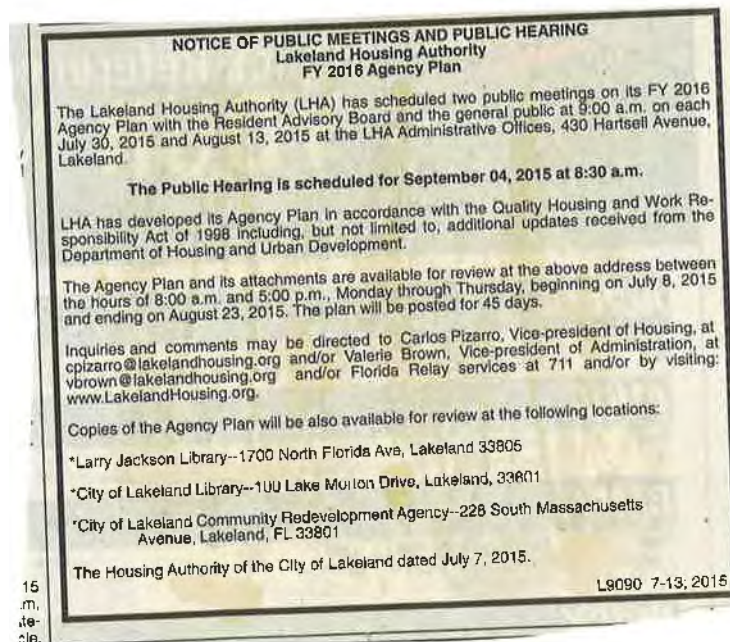 NOTICE OF PUBLIC MEETINGS AND PUBLIC HEARING
Lakeland Housing Authority
FY 2016 Agency Plan
The Lakeland Housing Authority (LHA) has scheduled two public meetings on its FY 2016
Agency Plan with the Resident Advisory Board and the general public at 9:00 a.m. on each
July 30, 2015 and August 13, 2015 at the LHA Administrative Offices, 430 Hartsell Avenue,
Lakeland.
The Public Hearing is scheduled for September 04, 2015 at 8:30 a.m.
LHA has developed its Agency Plan in accordance with the Quality Housing and Work Re-
sponsibility Act of 1998 including, but not limited to, additional updates received from the
Department of Housing and Urban Development.
The Agency Plan and its attachments are available for review at the above address between
the hours of 8:00 a.m. and 5:00 p.m., Monday through Thursday, beginning on July 8, 2015
and ending on August 23, 2015. The plan will be posted for 45 days.
Inquiries and comments may be directed to Carlos Pizarro, Vice-president of Housing, at
cpizarro@lakelandhousing.org and/or Valerie Brown, Vice-president of Administration, at
vbrown@lakelandhousing.org and/or Florida Relay services at 711 and/or by visiting:
www.LakelandHousing.org.
Copies of the Agency Plan will be also available for review at the following locations:
*Larry Jackson Library--1700 North Florida Ave, Lakeland 33805
*City of Lakeland Library--100 Lake Morton Drive, Lakeland, 33801
*City of Lakeland Community Redevelopment Agency--228 South Massachusetts
Avenue, Lakeland, FL 33801
The Housing Authority of the City of Lakeland dated July 7, 2015.
L9090 7-13; 2015
15